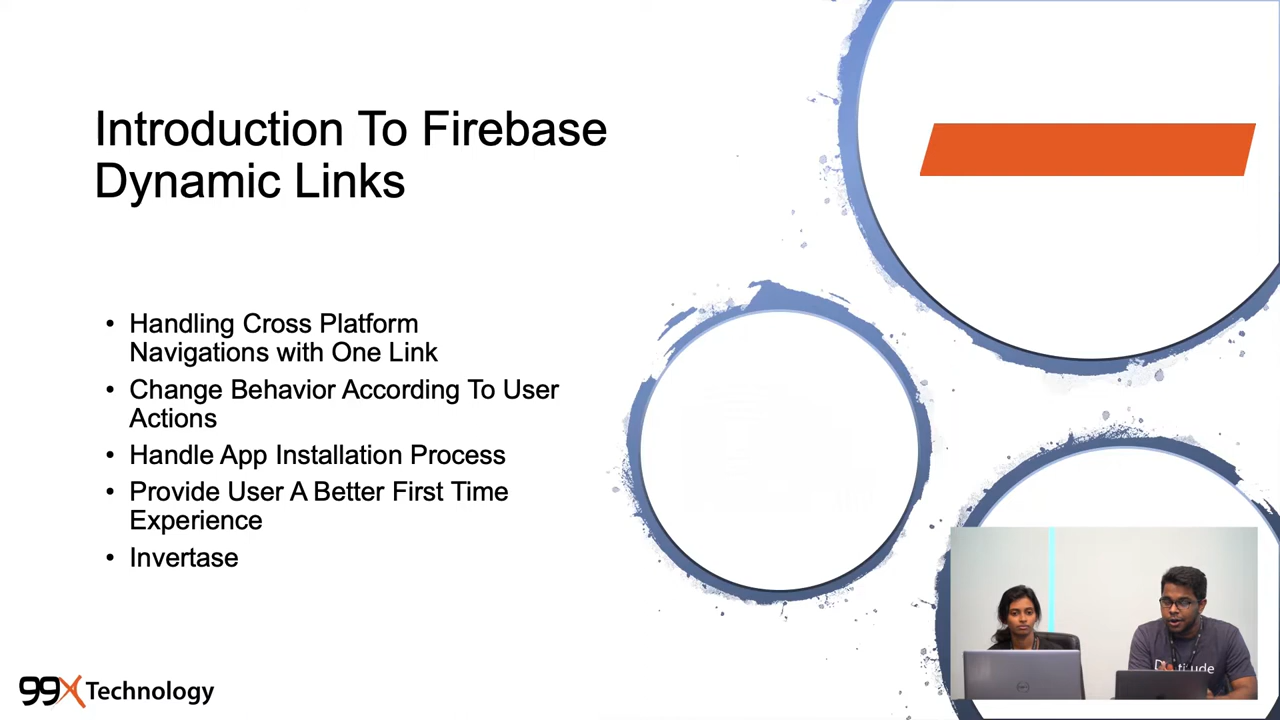 Introduction To Firebase
Dynamic Links
• Handling Cross Platform
Navigations with One Link
• Change Behavior According To User
Actions
• Handle App Installation Process
• Provide User A Better First Time
Experience
• Invertase
99X Technology